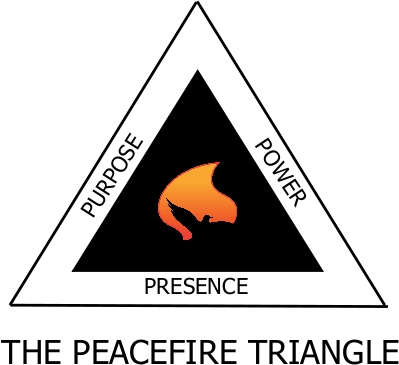 PURPOSE
POWER
PRESENCE
THE PEACEFIRE TRIANGLE